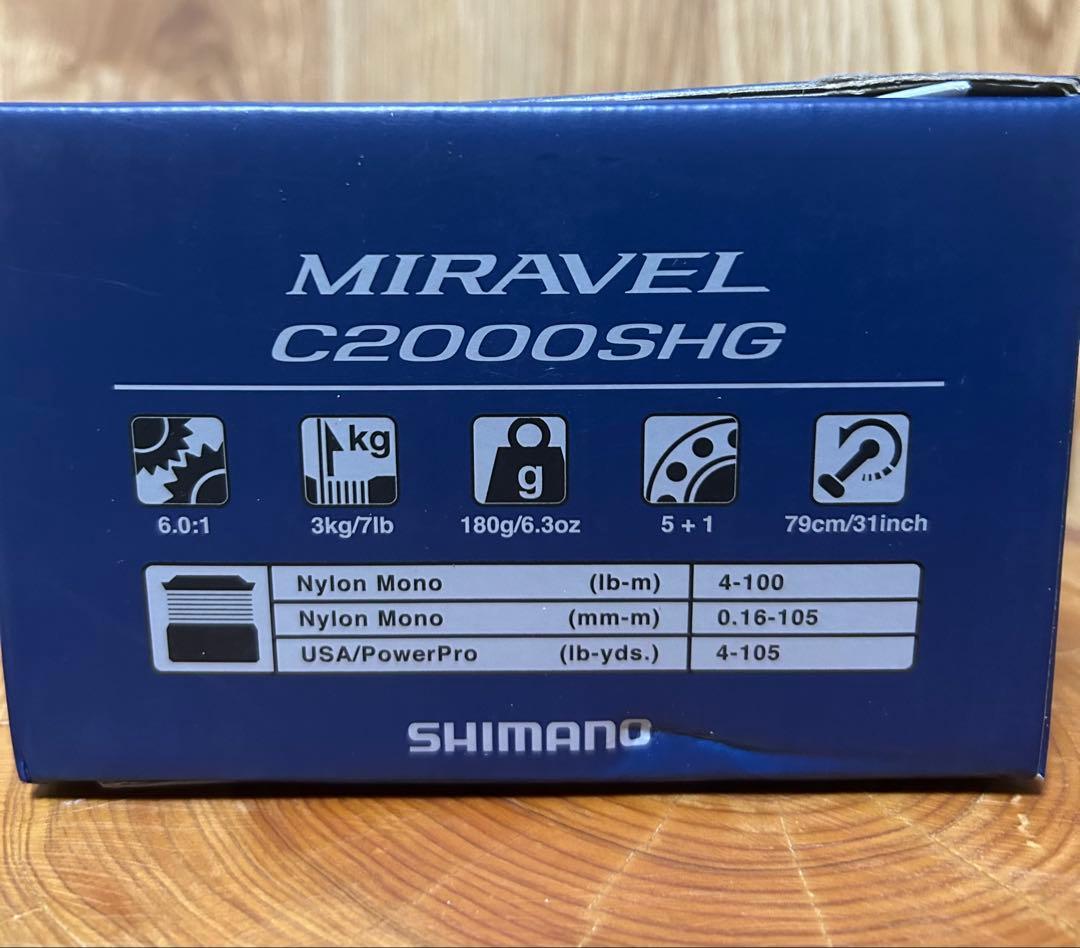 MIRAVEL
C2000SHG
kg
g
6.0:1 3kg/7lb 180g/6.3oz 5 + 1 79cm/31inch
Nylon Mono (lb-m) 4-100
Nylon Mono (mm-m) 0.16-105
USA/PowerPro (lb-yds.) 4-105
SHIMANO